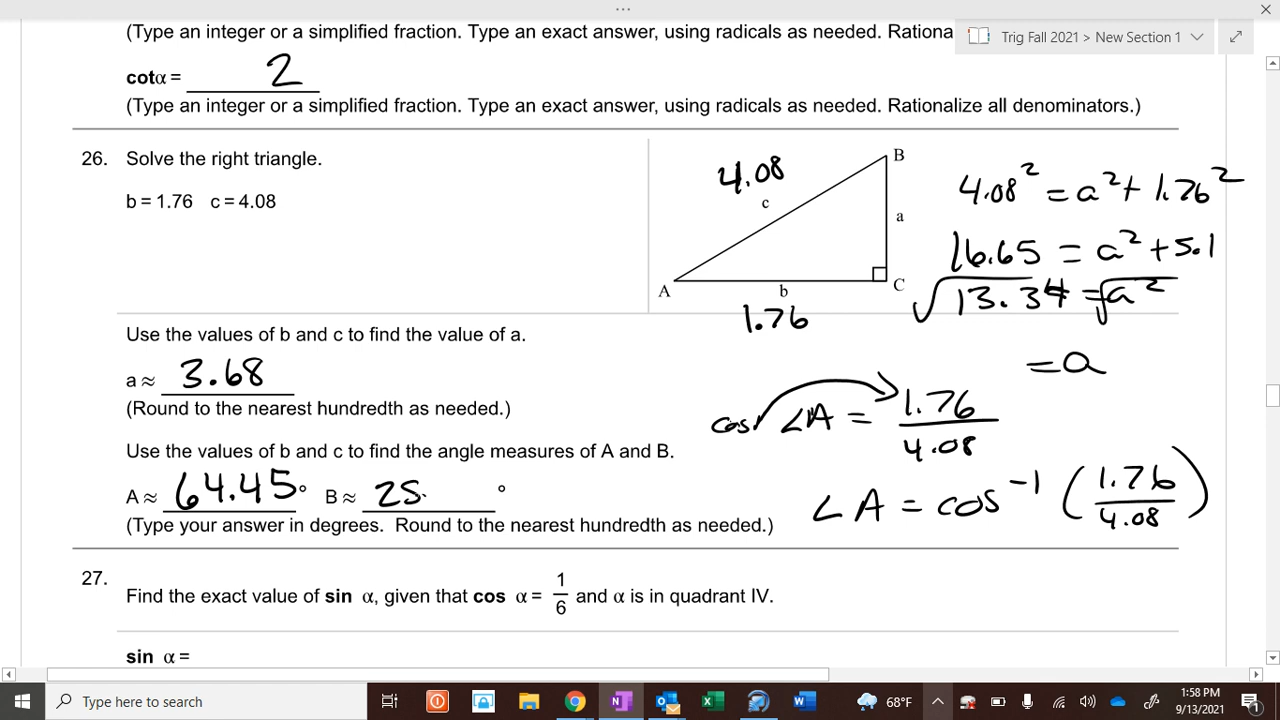 (Type an integer or a simplified fraction. Type an exact answer, using radicals as needed. Rationa
Trig Fall 2021 > New Section 1
cotα = 2
(Type an integer or a simplified fraction. Type an exact answer, using radicals as needed. Rationalize all denominators.)
26. Solve the right triangle.
b = 1.76 c = 4.08
4.08
c
B
a
A
b
C
1.76
4.08² = a² + 1.76²
16.65 = a² + 5.1
√13.34 = √a²
= a
Use the values of b and c to find the value of a.
a ≈ 3.68
(Round to the nearest hundredth as needed.)
cos ∠A = 1.76/4.08
Use the values of b and c to find the angle measures of A and B.
A ≈ 64.45° B ≈ 25. °
(Type your answer in degrees. Round to the nearest hundredth as needed.)
∠A = cos⁻¹ (1.76/4.08)
27. Find the exact value of sin α, given that cos α = 1/6 and α is in quadrant IV.
sin α =
Type here to search
68°F
1:58 PM
9/13/2021